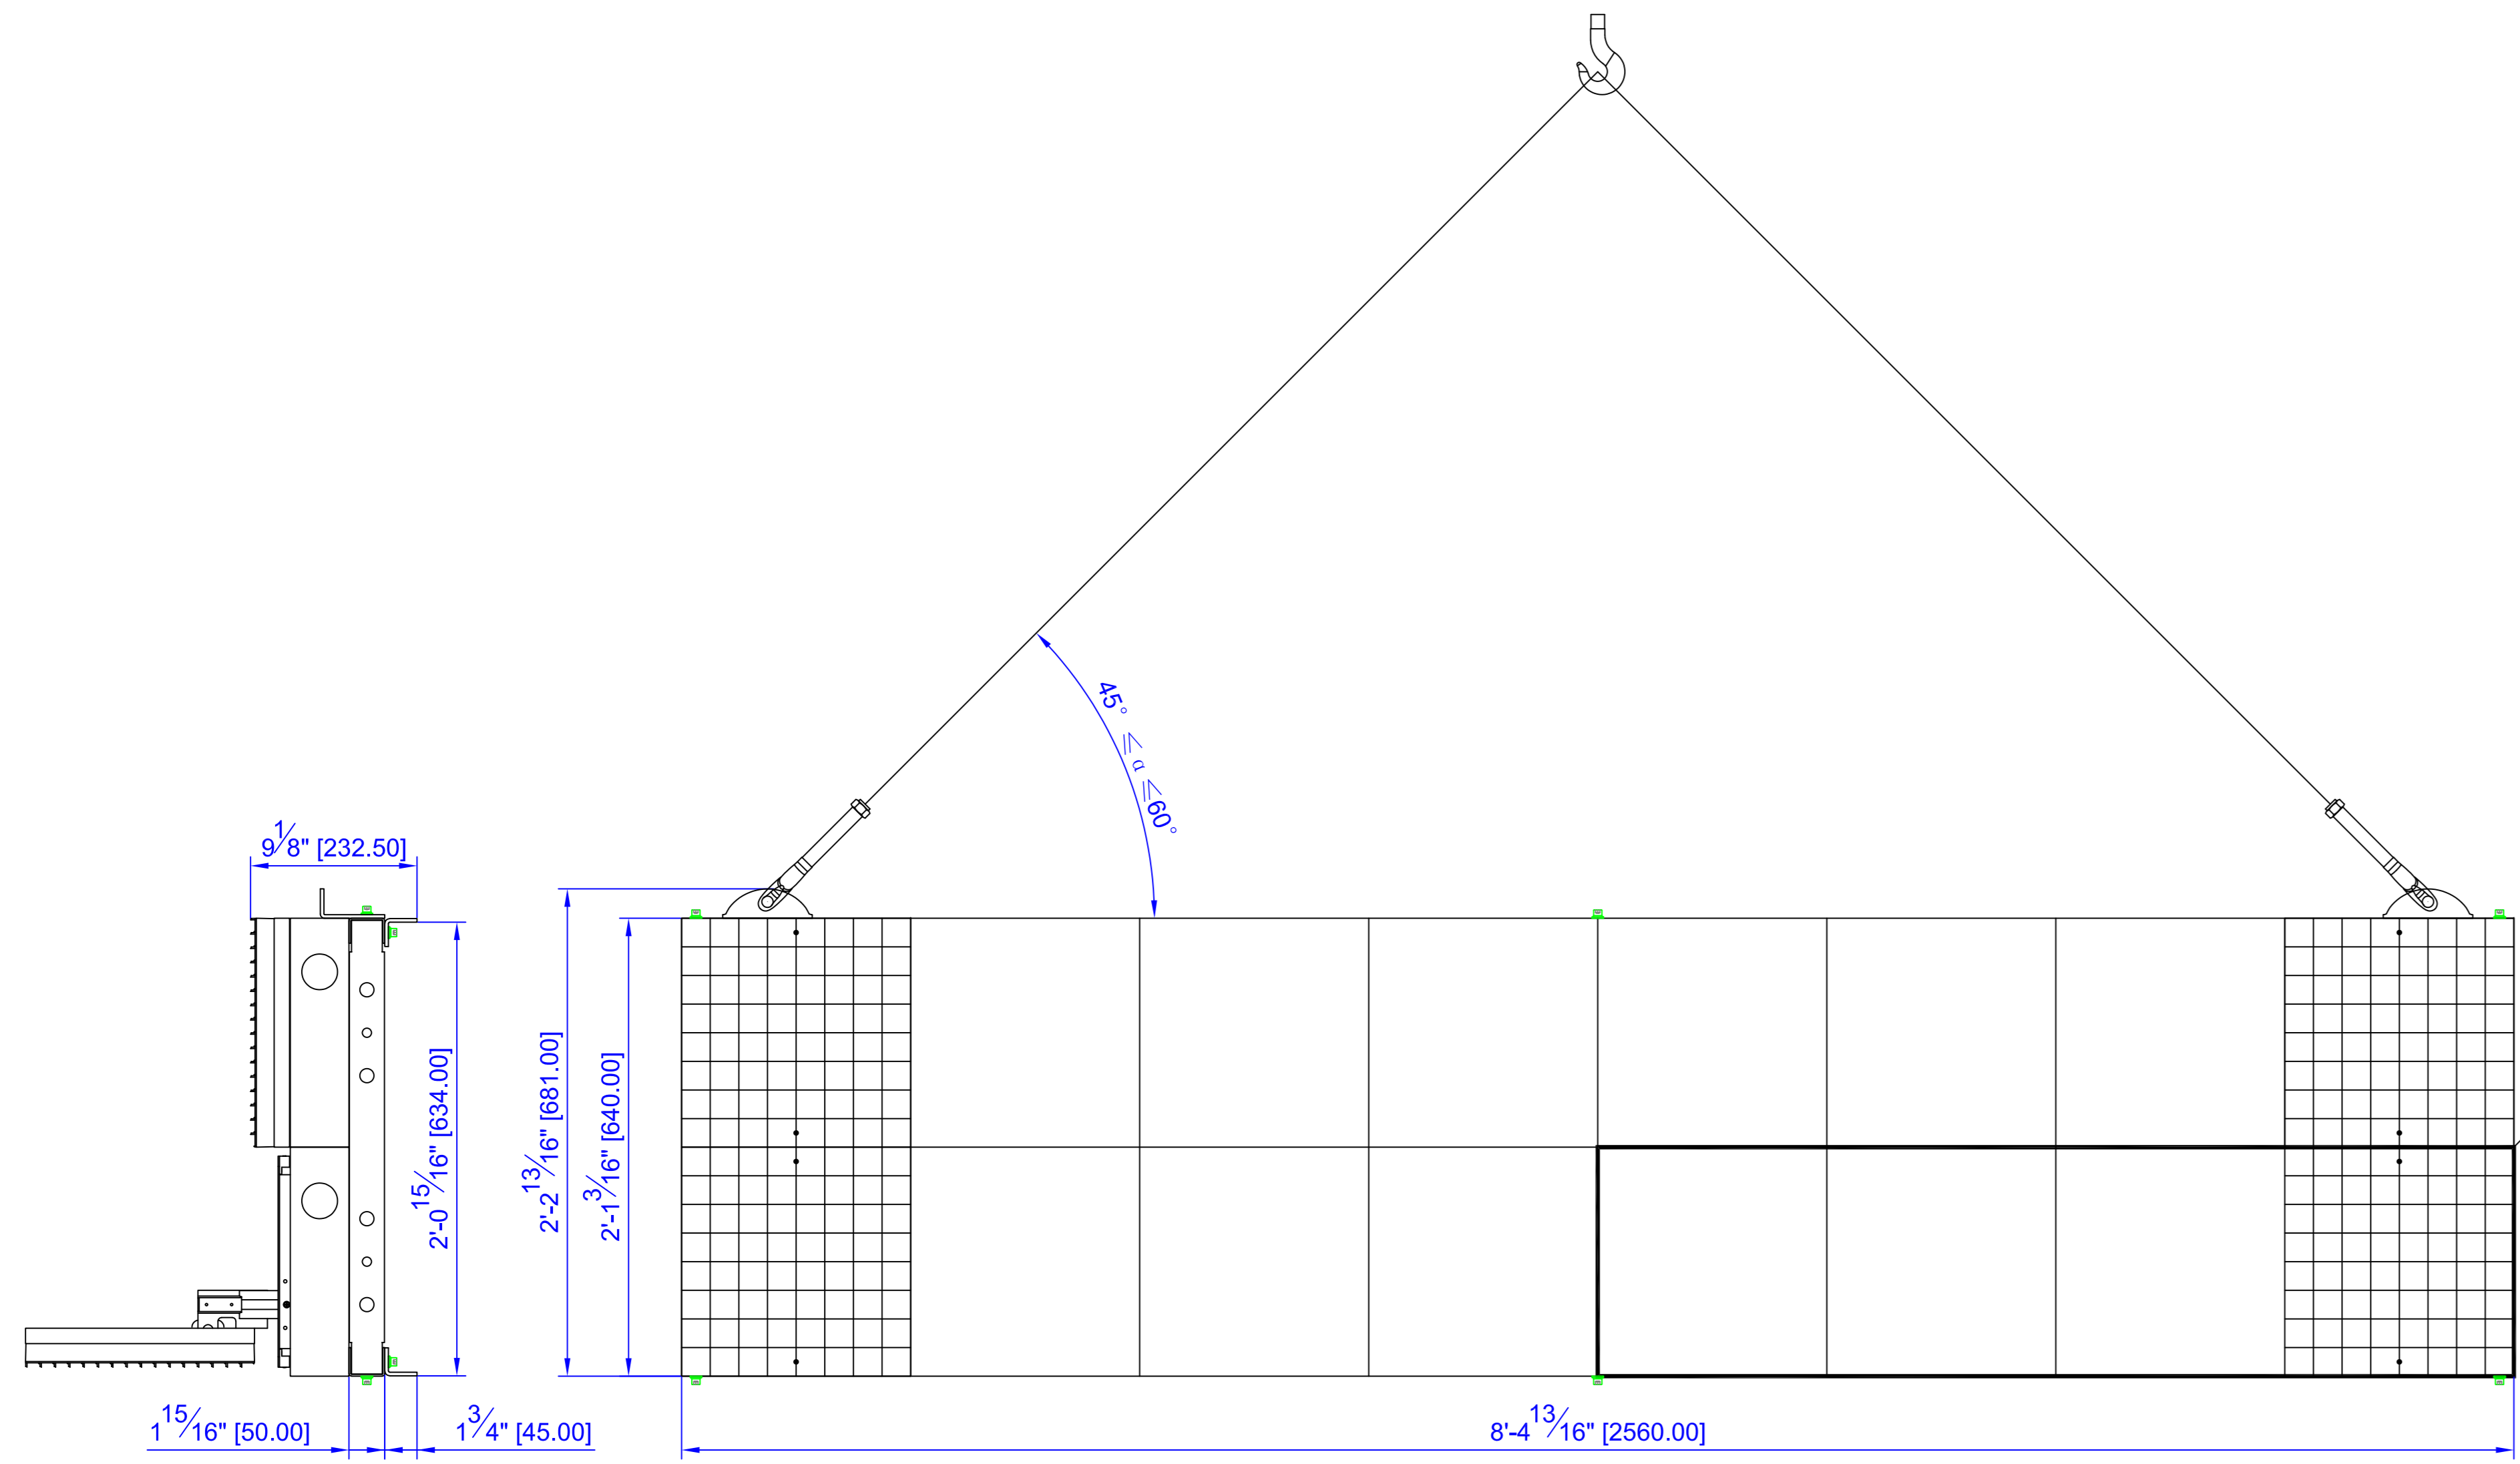 45° ≤ α ≤60°
9 1/8" [232.50]
2'-0 15/16" [634.00]
2'-2 13/16" [681.00]
2'-1 3/16" [640.00]
1 15/16" [50.00]
1 3/4" [45.00]
8'-4 13/16" [2560.00]